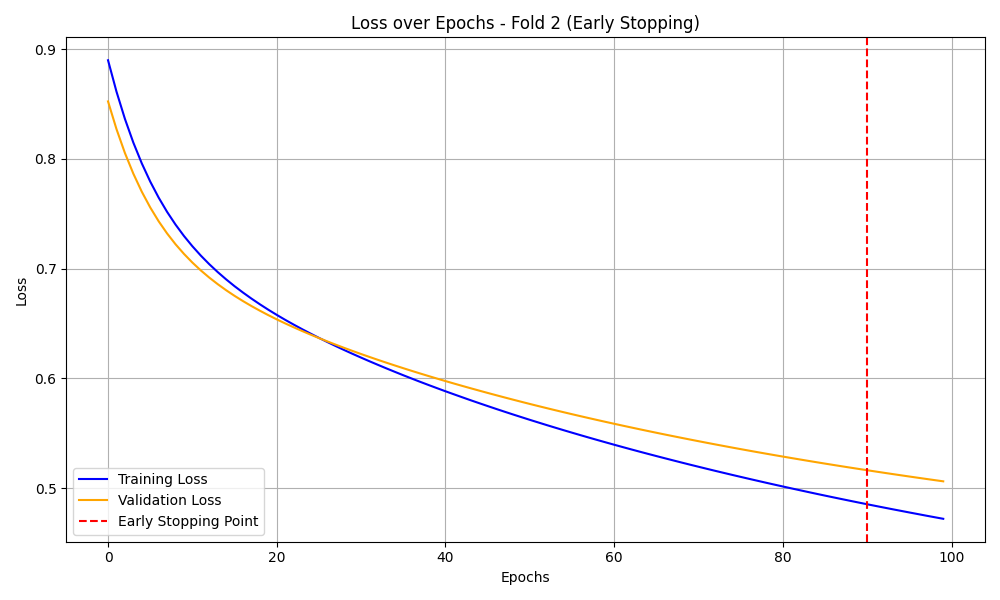 Loss over Epochs - Fold 2 (Early Stopping)
0.9
0.8
0.7
0.6
0.5
Loss
Training Loss
Validation Loss
Early Stopping Point
0 20 40 60 80 100
Epochs